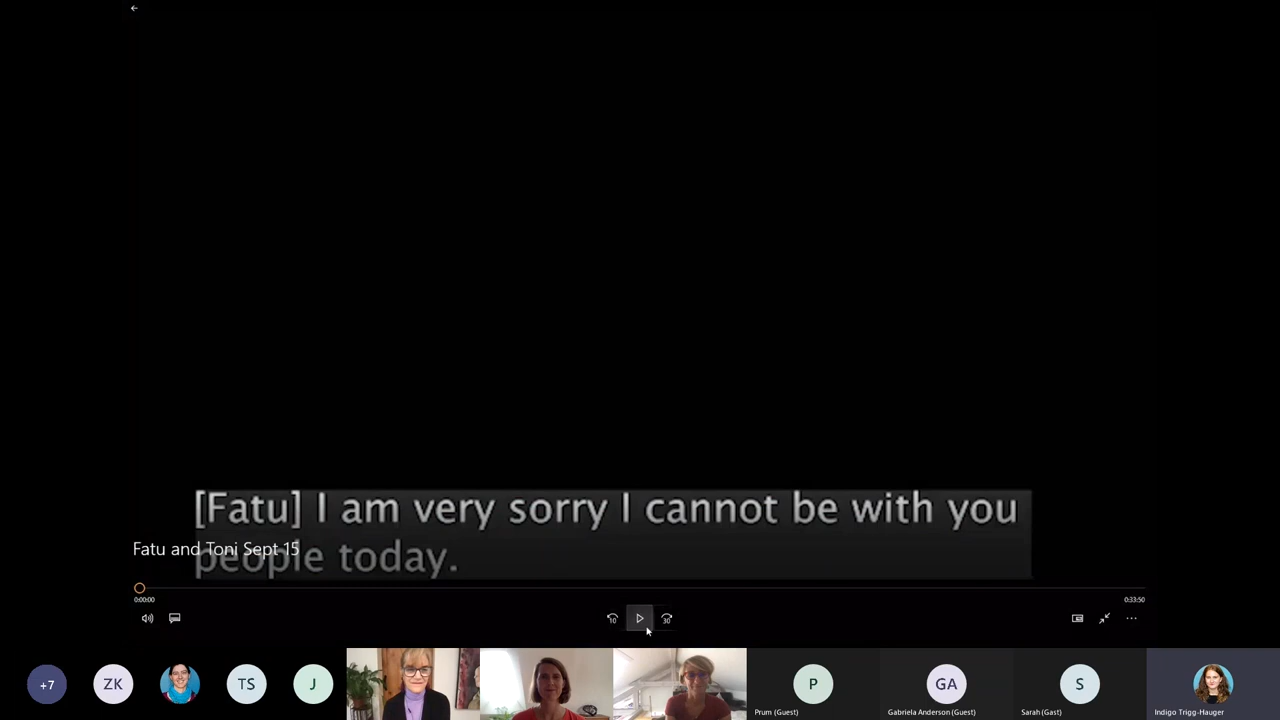 [Fatu] I am very sorry I cannot be with you
people today.
Fatu and Toni Sept 15
0:00:00
0:33:50
10
30
+7
ZK
TS
J
P
GA
S
Prum (Guest)
Gabriela Anderson (Guest)
Sarah (Gast)
Indigo Trigg-Hauger